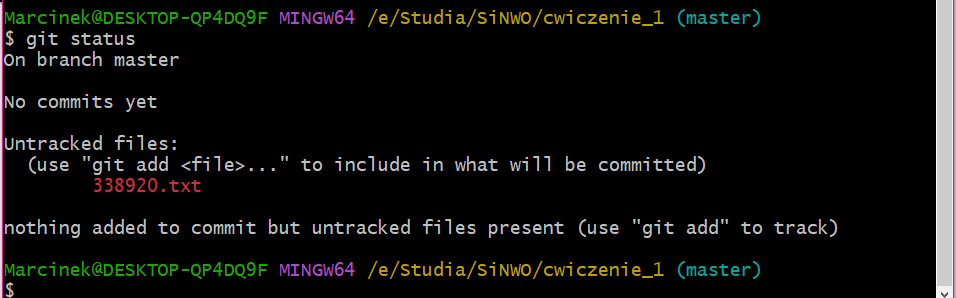 Marcinek@DESKTOP-QP4DQ9F MINGW64 /e/Studia/SiNWO/cwiczenie_1 (master)
$ git status
On branch master
No commits yet
Untracked files:
(use "git add <file>..." to include in what will be committed)
338920.txt
nothing added to commit but untracked files present (use "git add" to track)
Marcinek@DESKTOP-QP4DQ9F MINGW64 /e/Studia/SiNWO/cwiczenie_1 (master)
$